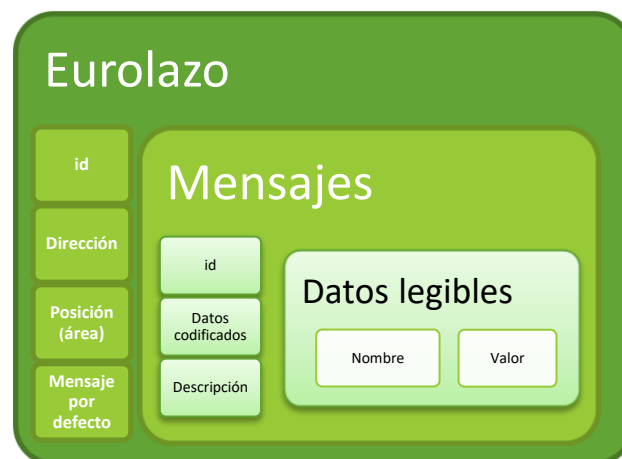 Eurolazo
id
Dirección
Posición
(área)
Mensaje
por
defecto
Mensajes
id
Datos
codificados
Descripción
Datos legibles
Nombre
Valor